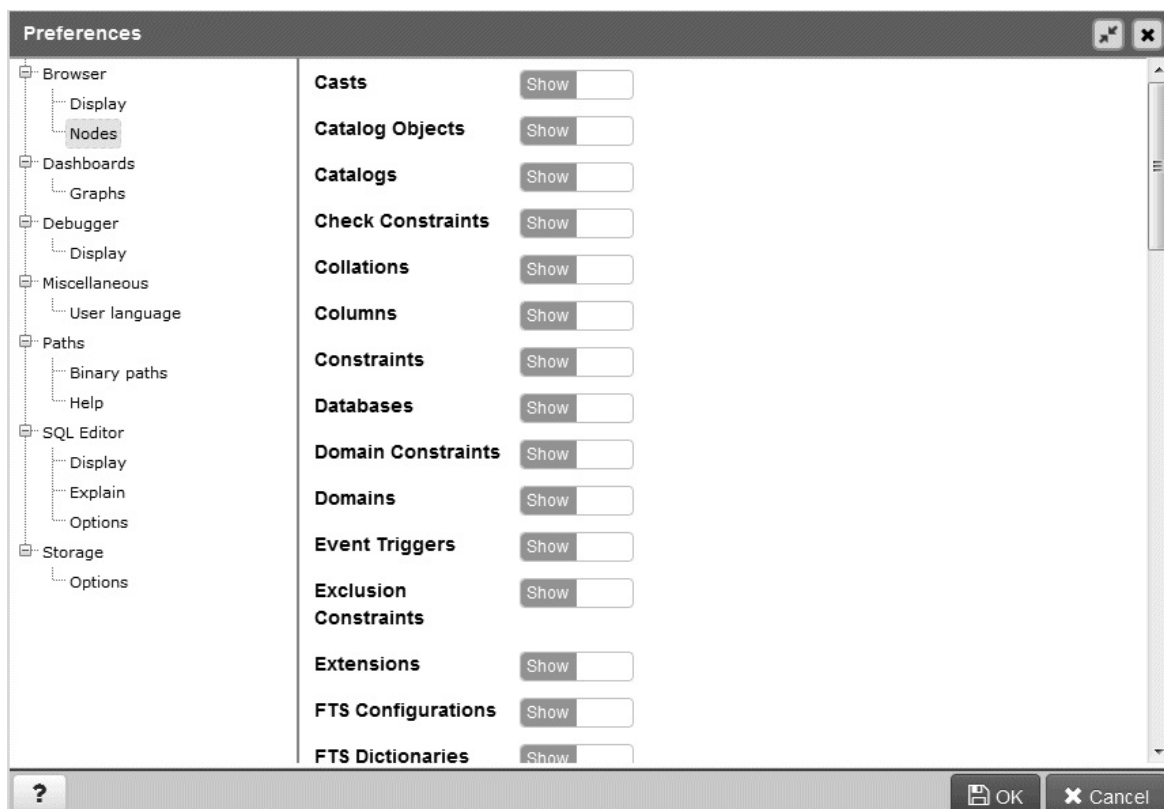 Preferences
Browser
Display
Nodes
Dashboards
Graphs
Debugger
Display
Miscellaneous
User language
Paths
Binary paths
Help
SQL Editor
Display
Explain
Options
Storage
Options
Casts Show
Catalog Objects Show
Catalogs Show
Check Constraints Show
Collations Show
Columns Show
Constraints Show
Databases Show
Domain Constraints Show
Domains Show
Event Triggers Show
Exclusion Show
Constraints
Extensions Show
FTS Configurations Show
FTS Dictionaries Show
? OK Cancel